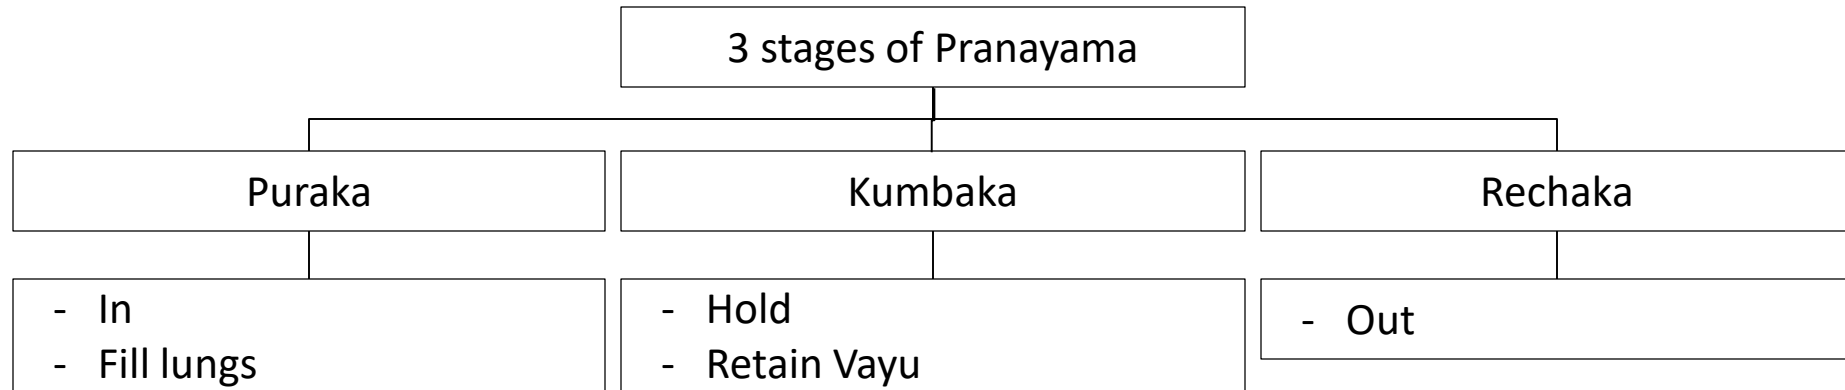 3 stages of Pranayama
Puraka
Kumbaka
Rechaka
- In
- Fill lungs
- Hold
- Retain Vayu
- Out